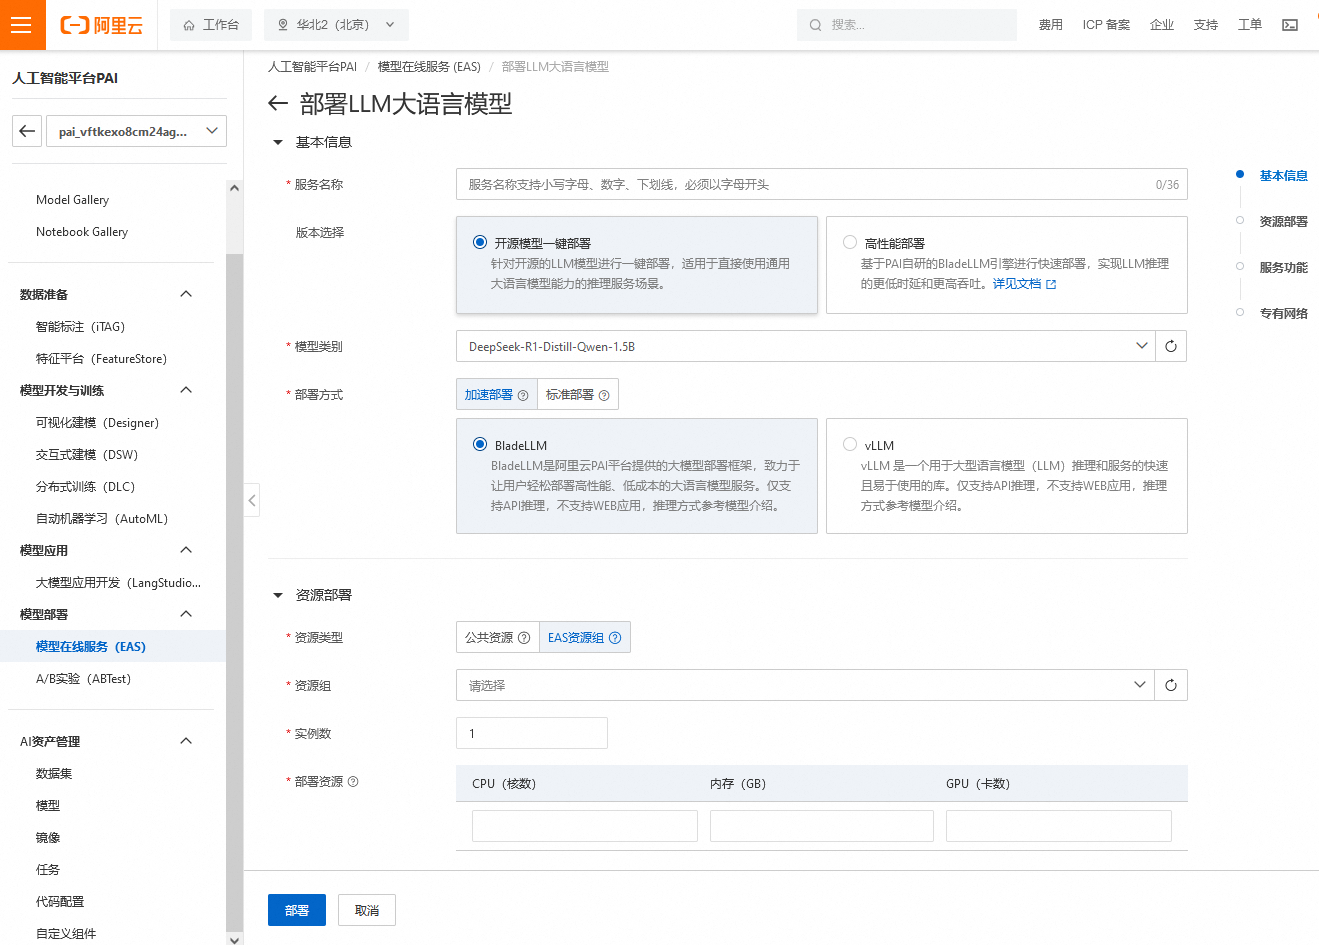 阿里云
工作台
华北2（北京）
搜索...
费用
ICP 备案
企业
支持
工单
人工智能平台PAI
pai_vftkexo8cm24ag...
Model Gallery
Notebook Gallery
数据准备
智能标注（iTAG）
特征平台（FeatureStore）
模型开发与训练
可视化建模（Designer）
交互式建模（DSW）
分布式训练（DLC）
自动机器学习（AutoML）
模型应用
大模型应用开发（LangStudio...
模型部署
模型在线服务（EAS）
A/B实验（ABTest）
AI资产管理
数据集
模型
镜像
任务
代码配置
自定义组件
人工智能平台PAI / 模型在线服务 (EAS) / 部署LLM大语言模型
部署LLM大语言模型
基本信息
* 服务名称
服务名称支持小写字母、数字、下划线，必须以字母开头
0/36
版本选择
开源模型一键部署
针对开源的LLM模型进行一键部署，适用于直接使用通用
大语言模型能力的推理服务场景。
高性能部署
基于PAI自研的BladeLLM引擎进行快速部署，实现LLM推理
的更低时延和更高吞吐。详见文档
* 模型类别
DeepSeek-R1-Distill-Qwen-1.5B
* 部署方式
加速部署
标准部署
BladeLLM
BladeLLM是阿里云PAI平台提供的大模型部署框架，致力于
让用户轻松部署高性能、低成本的大语言模型服务。仅支
持API推理，不支持WEB应用，推理方式参考模型介绍。
vLLM
vLLM 是一个用于大型语言模型（LLM）推理和服务的快速
且易于使用的库。仅支持API推理，不支持WEB应用，推理
方式参考模型介绍。
资源部署
* 资源类型
公共资源
EAS资源组
* 资源组
请选择
* 实例数
1
* 部署资源
CPU（核数）
内存（GB）
GPU（卡数）
部署
取消
基本信息
资源部署
服务功能
专有网络